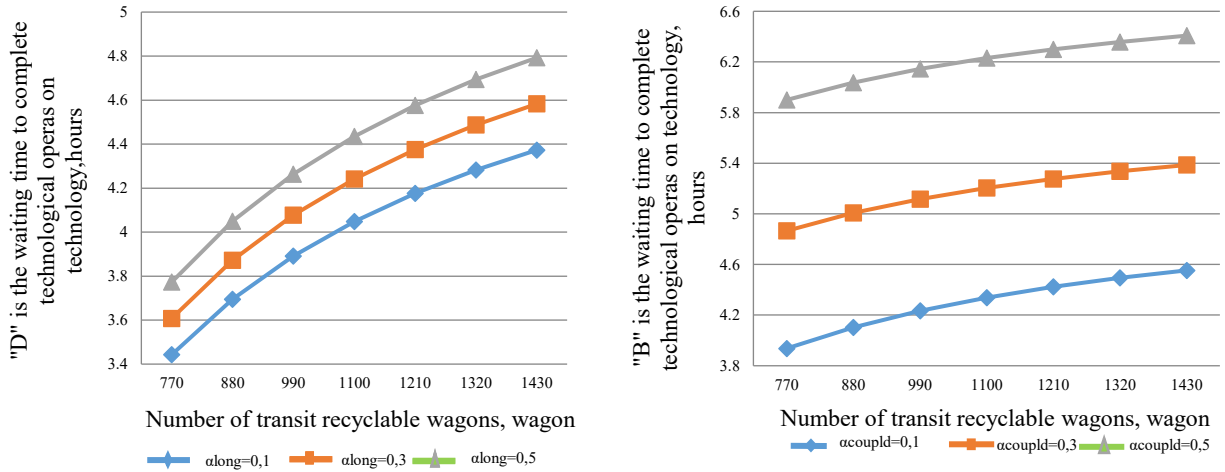 "D" is the waiting time to complete
technological operas on
technology,hours
5
4.8
4.6
4.4
4.2
4
3.8
3.6
3.4
770 880 990 1100 1210 1320 1430
Number of transit recyclable wagons, wagon
αlong=0,1 αlong=0,3 αlong=0,5
"B" is the waiting time to complete
technological operas on technology,
hours
6.6
6.2
5.8
5.4
5
4.6
4.2
3.8
770 880 990 1100 1210 1320 1430
Number of transit recyclable wagons, wagon
αcoupld=0,1 αcoupld=0,3 αcoupld=0,5